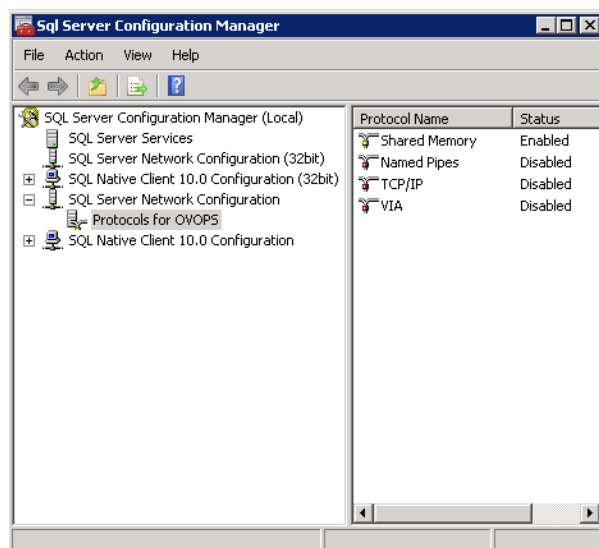 Sql Server Configuration Manager
File Action View Help
SQL Server Configuration Manager (Local)
SQL Server Services
SQL Server Network Configuration (32bit)
SQL Native Client 10.0 Configuration (32bit)
SQL Server Network Configuration
Protocols for OVOPS
SQL Native Client 10.0 Configuration
Protocol Name Status
Shared Memory Enabled
Named Pipes Disabled
TCP/IP Disabled
VIA Disabled